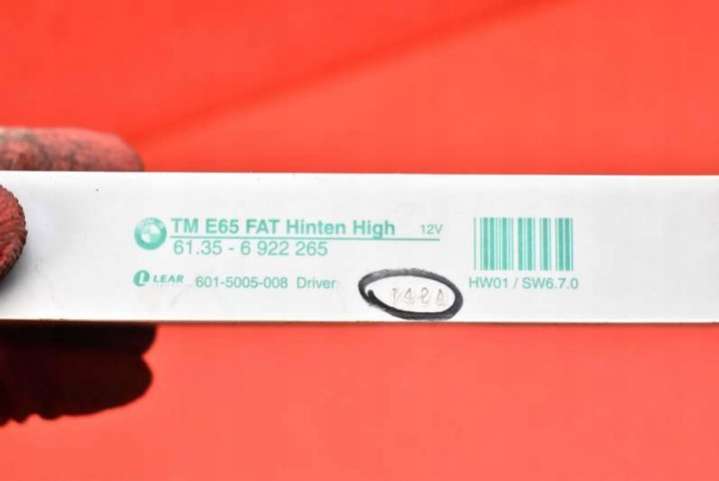 TM E65 FAT Hinten High 12V
61.35 - 6 922 265
LEAR 601-5005-008 Driver
HW01 / SW6.7.0